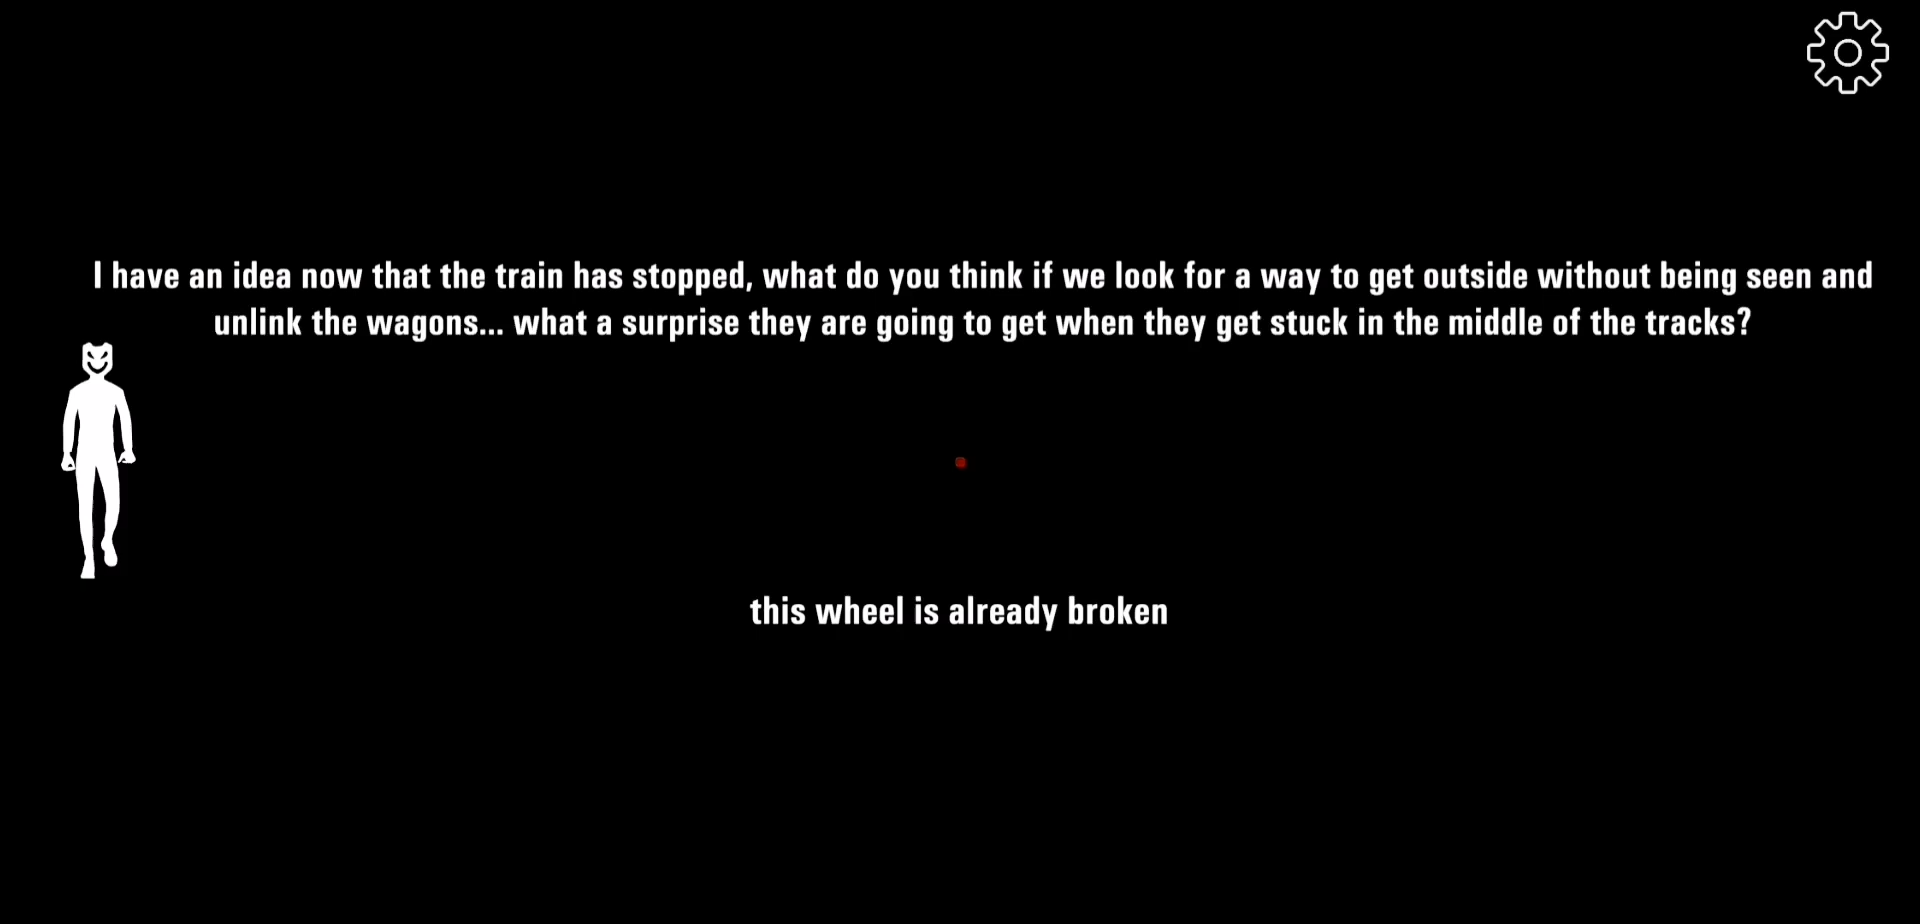 I have an idea now that the train has stopped, what do you think if we look for a way to get outside without being seen and
unlink the wagons... what a surprise they are going to get when they get stuck in the middle of the tracks?
this wheel is already broken